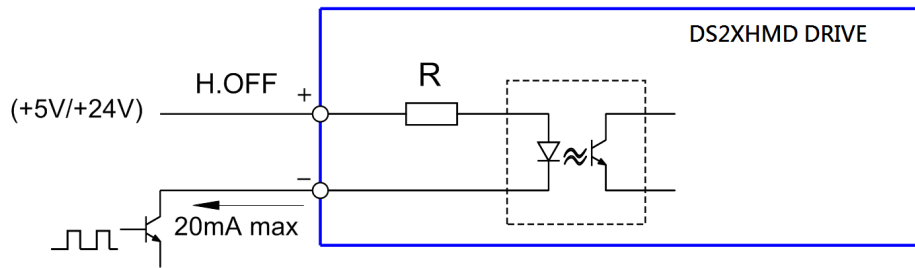 DS2XHMD DRIVE
R
H.OFF
+
(+5V/+24V)
−
20mA max